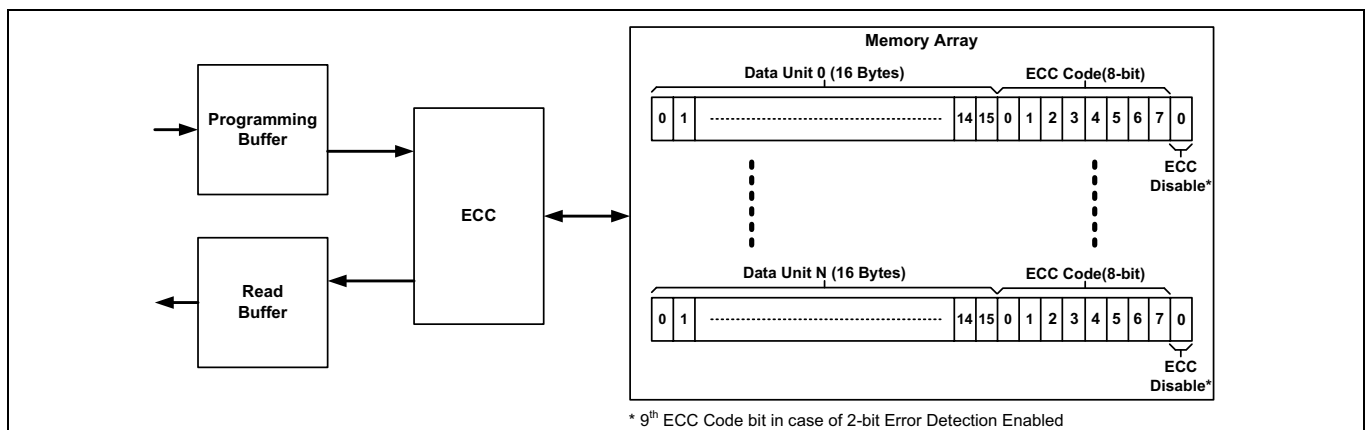 Memory Array
Data Unit 0 (16 Bytes) ECC Code(8-bit)
0 1 14 15 0 1 2 3 4 5 6 7 0
ECC
Disable*
Programming
Buffer
ECC
Read
Buffer
Data Unit N (16 Bytes) ECC Code(8-bit)
0 1 14 15 0 1 2 3 4 5 6 7 0
ECC
Disable*
* 9th ECC Code bit in case of 2-bit Error Detection Enabled